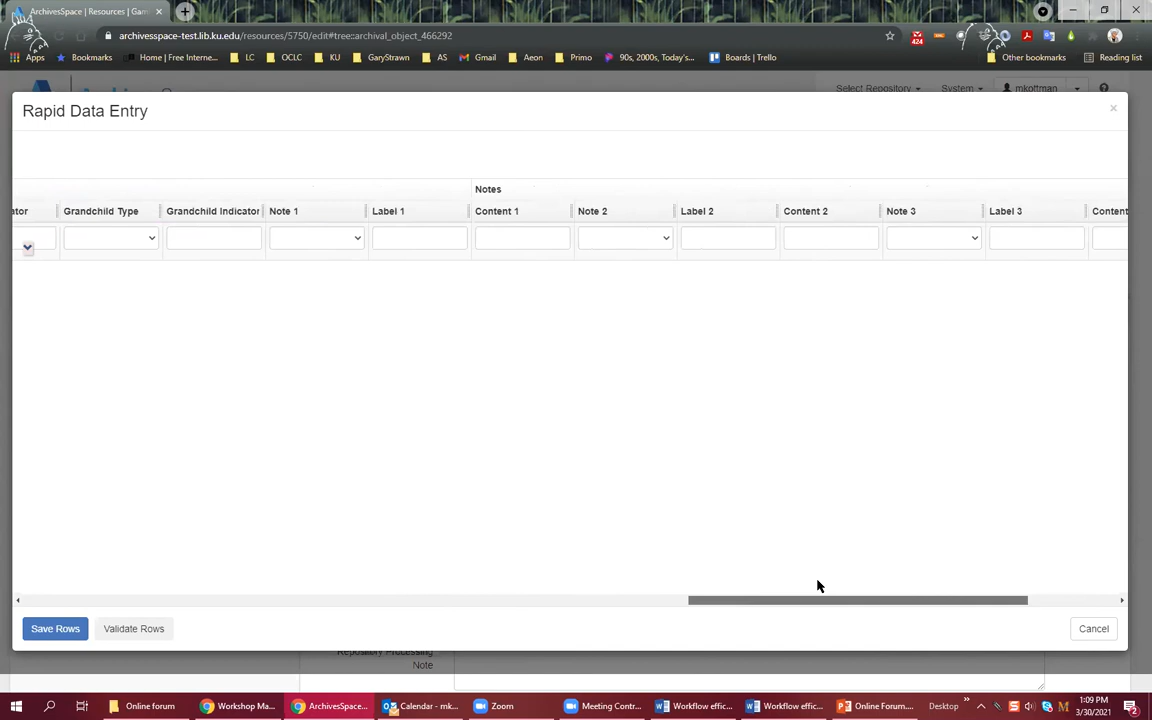 ArchivesSpace | Resources | Gam
archivesspace-test.lib.ku.edu/resources/5750/edit#tree::archival_object_466292
424
Apps Bookmarks Home | Free Interne... LC OCLC KU GaryStrawn AS Gmail Aeon Primo 90s, 2000s, Today's... Boards | Trello Other bookmarks Reading list
Select Repository System mkottman
Rapid Data Entry
Notes
ator Grandchild Type Grandchild Indicator Note 1 Label 1 Content 1 Note 2 Label 2 Content 2 Note 3 Label 3 Content
Save Rows Validate Rows Cancel
Repository Processing
Note
Online forum Workshop Ma... ArchivesSpace... Calendar - mk... Zoom Meeting Contr... Workflow effic... Workflow effic... Online Forum.... Desktop
1:09 PM
3/30/2021
2